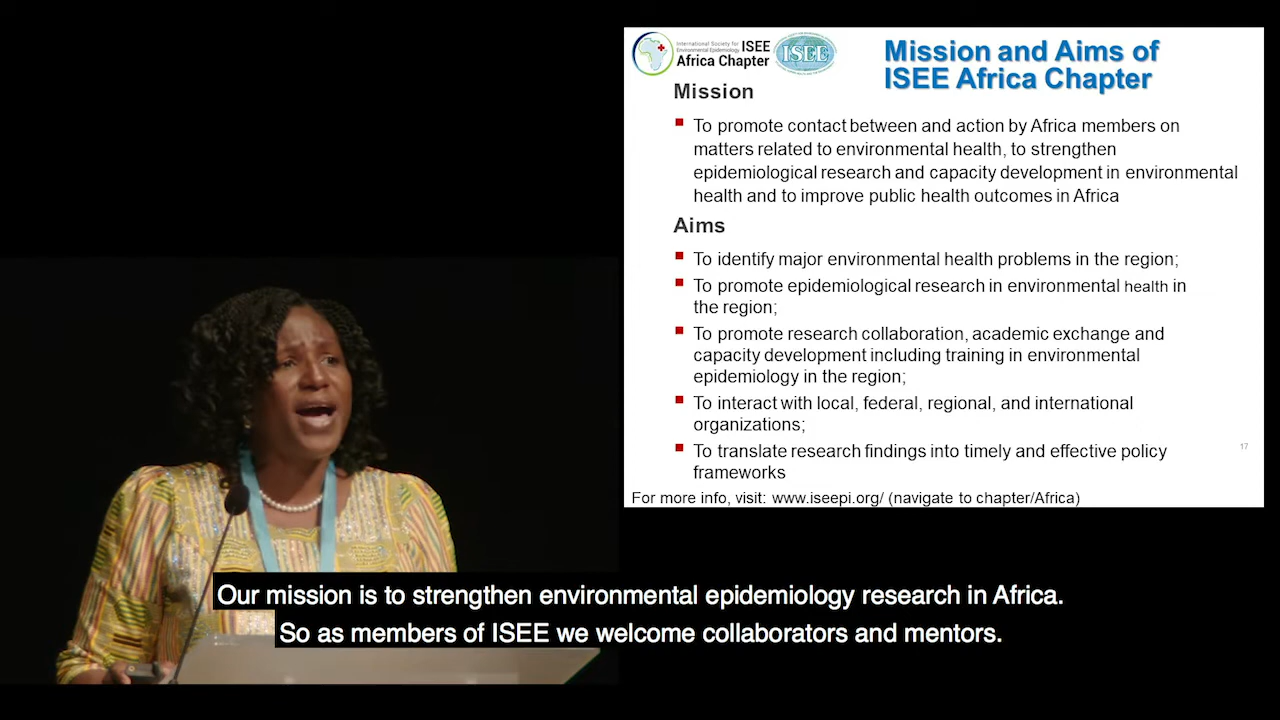 International Society for
Environmental Epidemiology
ISEE
Africa Chapter
ISEE
Mission and Aims of
ISEE Africa Chapter
Mission
To promote contact between and action by Africa members on
matters related to environmental health, to strengthen
epidemiological research and capacity development in environmental
health and to improve public health outcomes in Africa
Aims
To identify major environmental health problems in the region;
To promote epidemiological research in environmental health in
the region;
To promote research collaboration, academic exchange and
capacity development including training in environmental
epidemiology in the region;
To interact with local, federal, regional, and international
organizations;
To translate research findings into timely and effective policy
frameworks
17
For more info, visit: www.iseepi.org/ (navigate to chapter/Africa)
Our mission is to strengthen environmental epidemiology research in Africa.
So as members of ISEE we welcome collaborators and mentors.